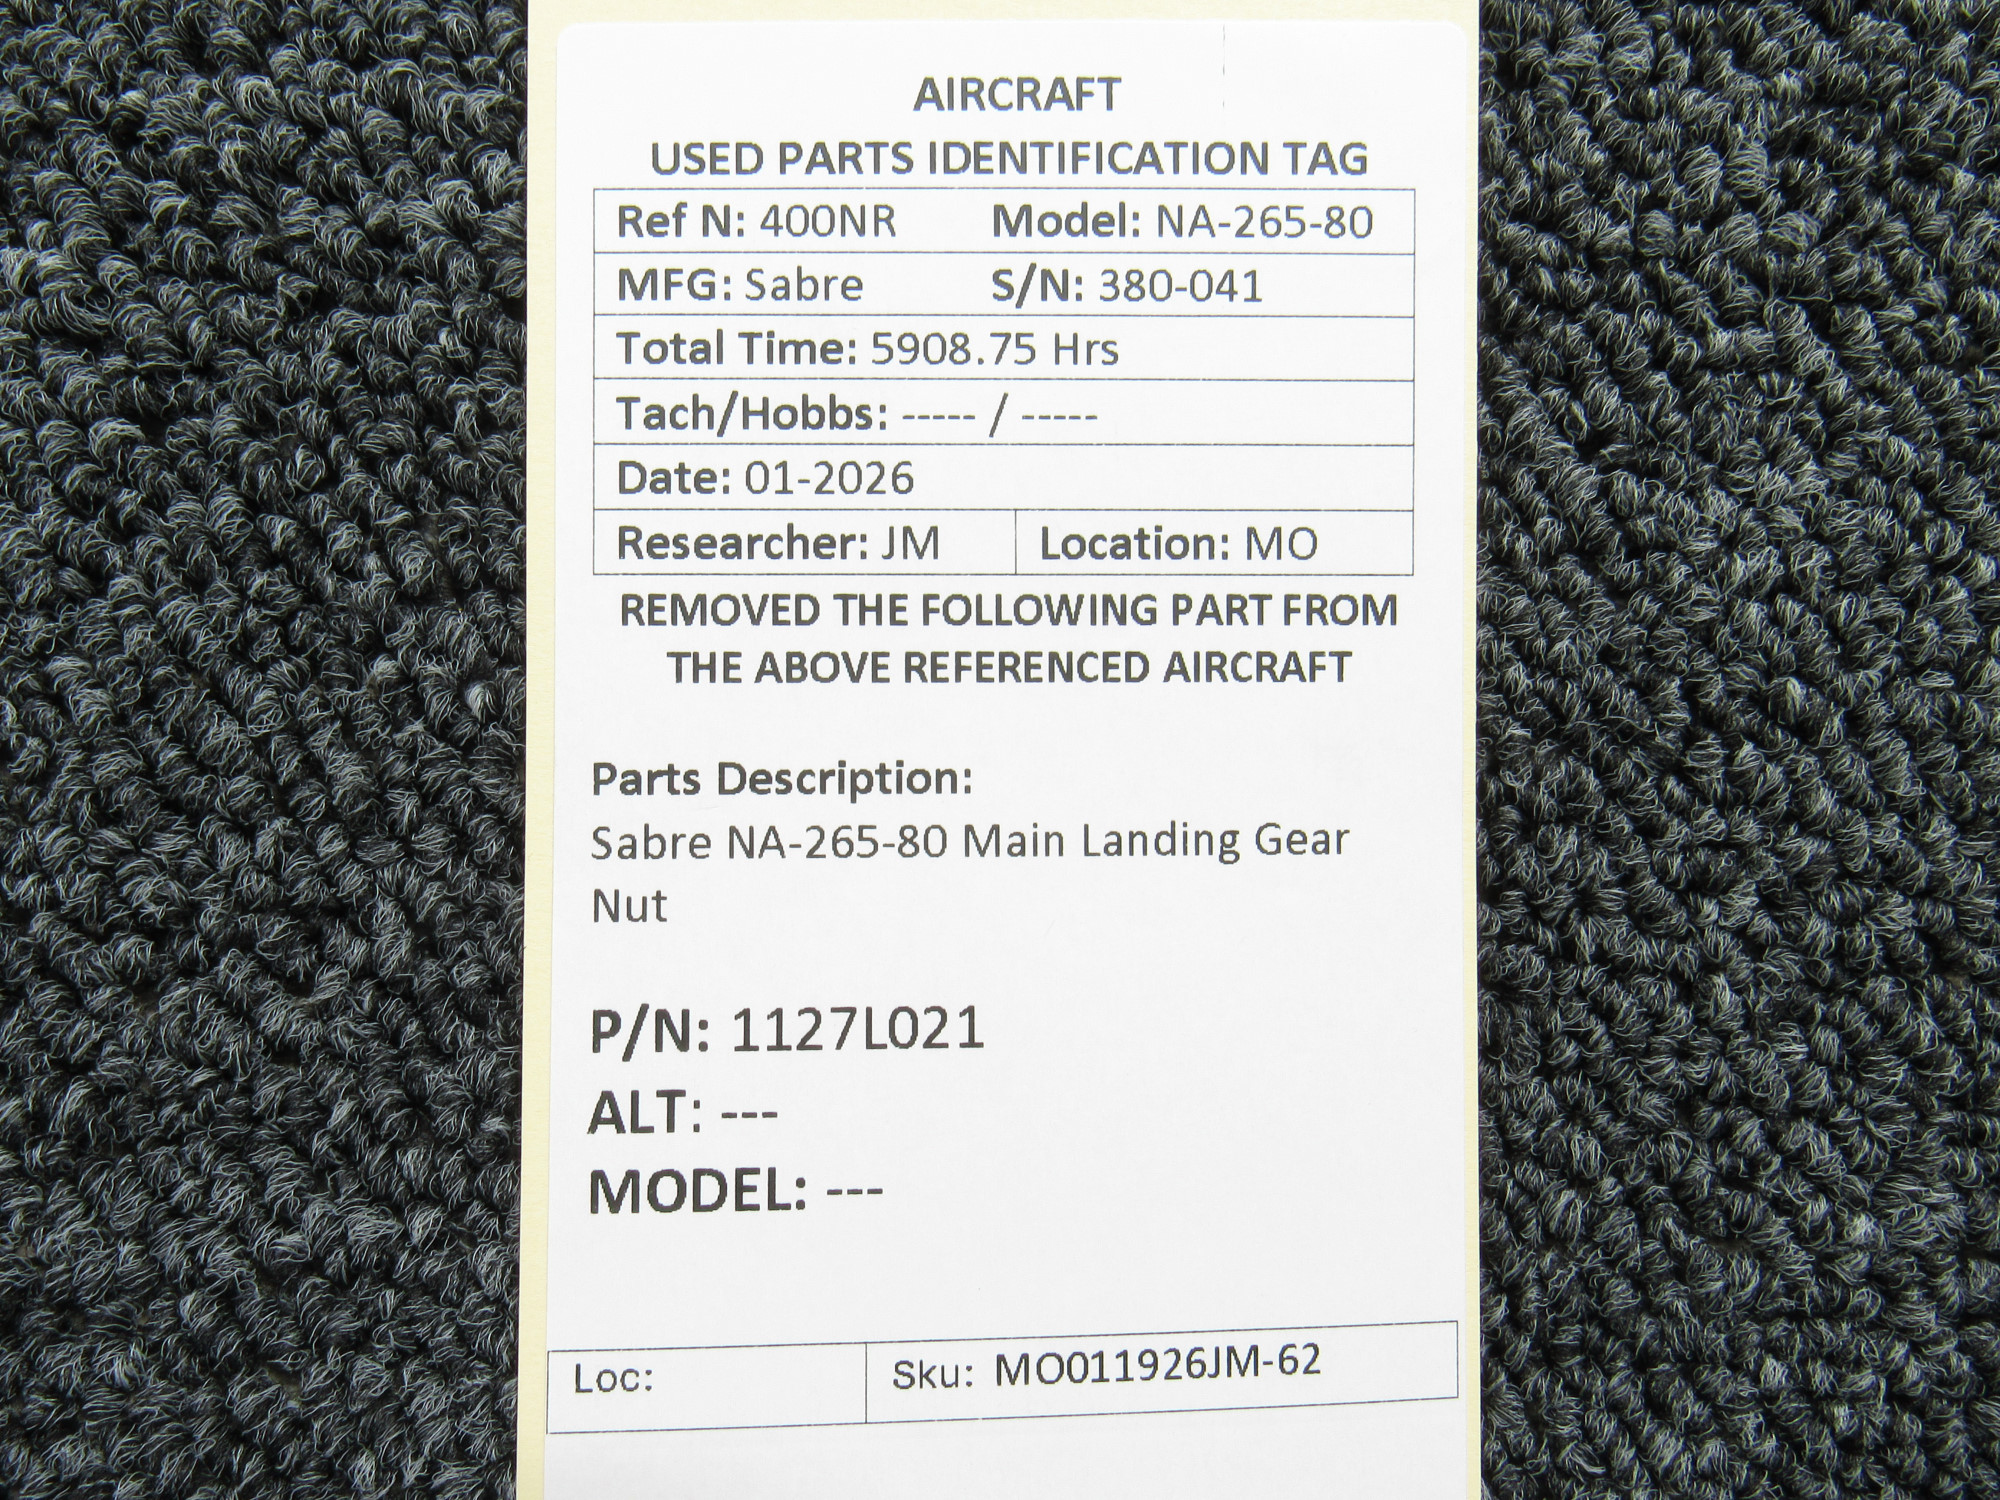 AIRCRAFT
USED PARTS IDENTIFICATION TAG
Ref N: 400NR Model: NA-265-80
MFG: Sabre S/N: 380-041
Total Time: 5908.75 Hrs
Tach/Hobbs: ----- / -----
Date: 01-2026
Researcher: JM Location: MO
REMOVED THE FOLLOWING PART FROM
THE ABOVE REFERENCED AIRCRAFT
Parts Description:
Sabre NA-265-80 Main Landing Gear
Nut
P/N: 1127L021
ALT: ---
MODEL: ---
Loc: Sku: MO011926JM-62